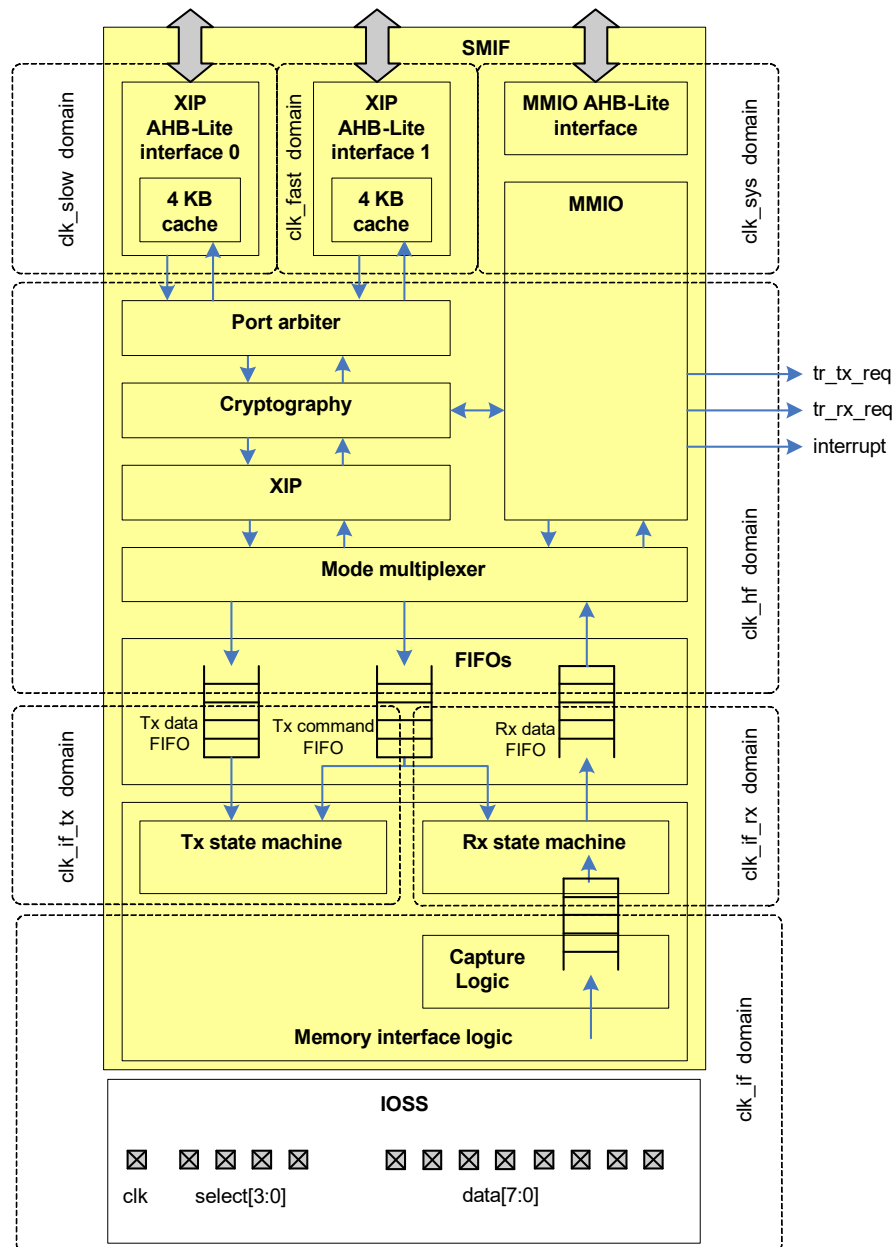 SMIF
XIP
AHB-Lite
interface 0
4 KB
cache
XIP
AHB-Lite
interface 1
4 KB
cache
MMIO AHB-Lite
interface
MMIO
clk_slow domain
clk_fast domain
clk_sys domain
Port arbiter
Cryptography
XIP
Mode multiplexer
tr_tx_req
tr_rx_req
interrupt
clk_hf domain
FIFOs
Tx data
FIFO
Tx command
FIFO
Rx data
FIFO
clk_if_tx domain
clk_if_rx domain
Tx state machine
Rx state machine
Capture
Logic
Memory interface logic
clk_if domain
IOSS
clk
select[3:0]
data[7:0]